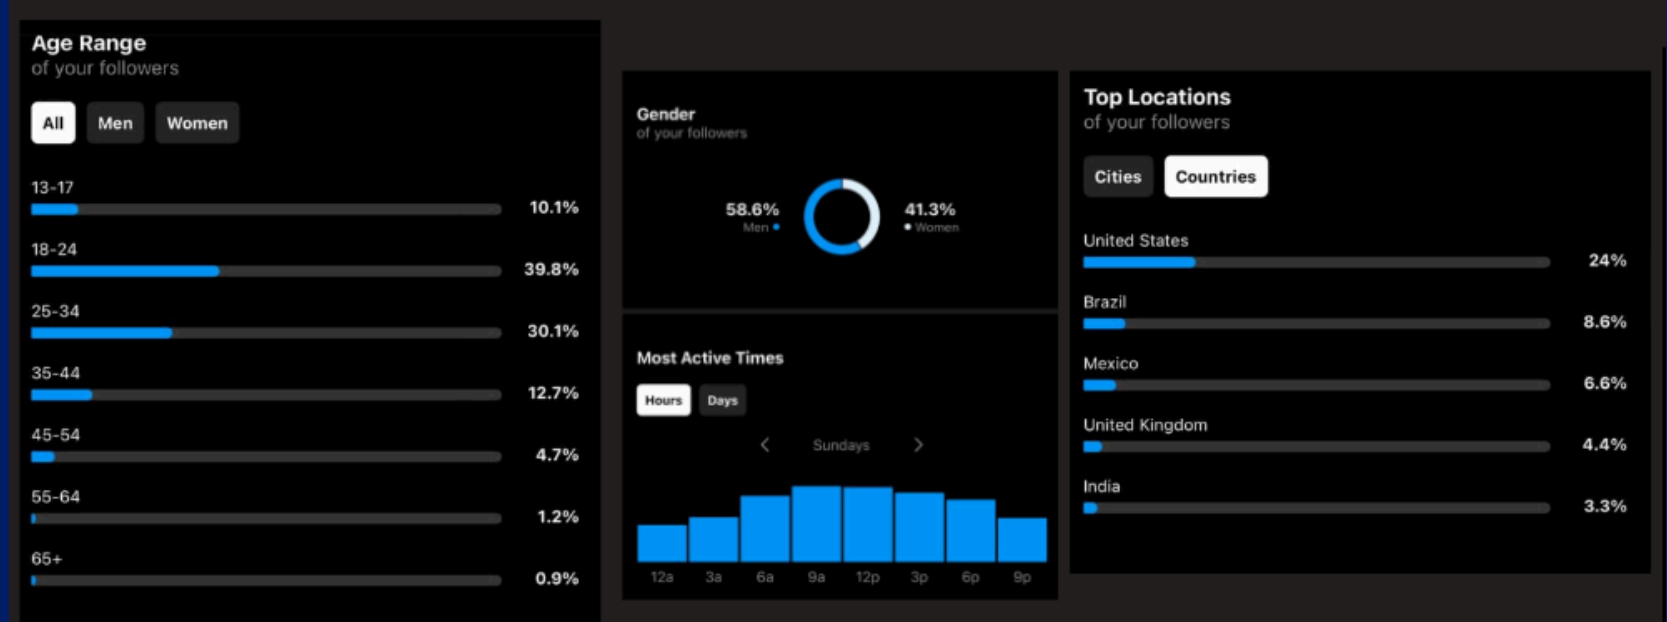 Age Range
of your followers
All Men Women
13-17
10.1%
18-24
39.8%
25-34
30.1%
35-44
12.7%
45-54
4.7%
55-64
1.2%
65+
0.9%
Gender
of your followers
58.6%
Men
41.3%
Women
Most Active Times
Hours Days
< Sundays >
12a 3a 6a 9a 12p 3p 6p 9p
Top Locations
of your followers
Cities Countries
United States
24%
Brazil
8.6%
Mexico
6.6%
United Kingdom
4.4%
India
3.3%